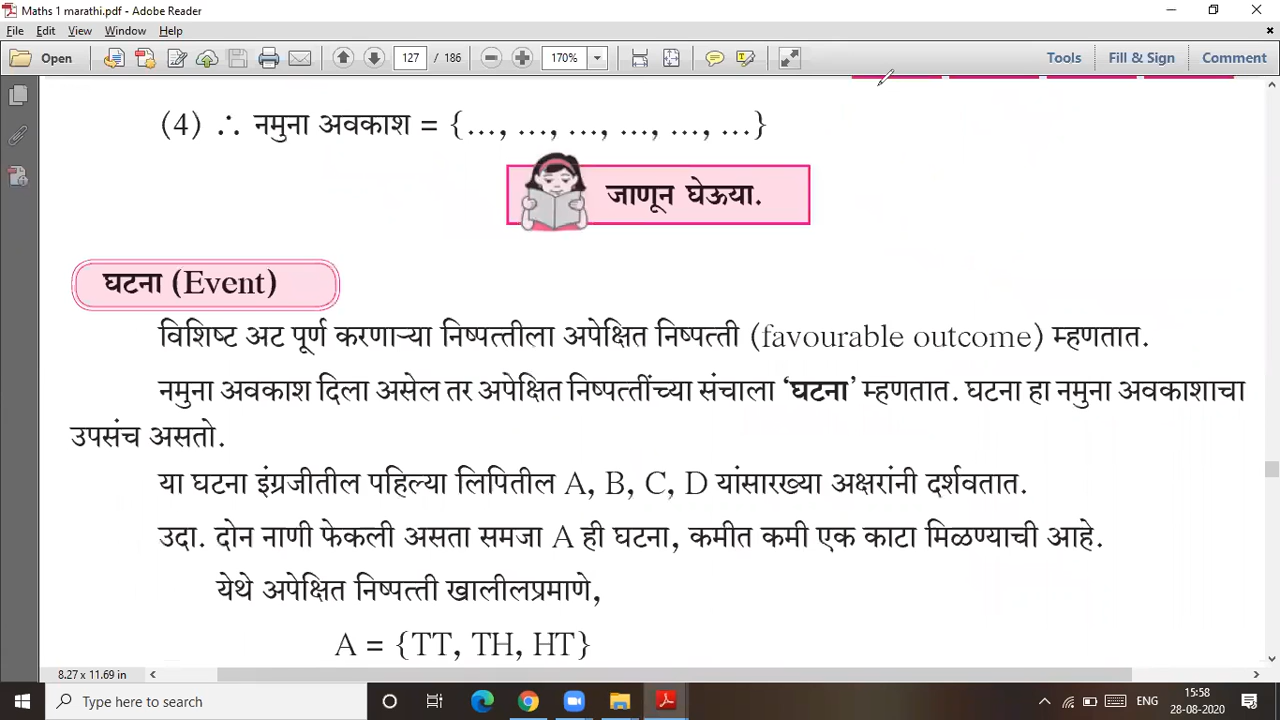 Maths 1 marathi.pdf - Adobe Reader
File Edit View Window Help
Open 127 / 186 170% Tools Fill & Sign Comment
(4) ∴ नमुना अवकाश = {..., ..., ..., ..., ..., ...}
जाणून घेऊया.
घटना (Event)
विशिष्ट अट पूर्ण करणाऱ्या निष्पत्तीला अपेक्षित निष्पत्ती (favourable outcome) म्हणतात.
नमुना अवकाश दिला असेल तर अपेक्षित निष्पत्तींच्या संचाला ‘घटना’ म्हणतात. घटना हा नमुना अवकाशाचा
उपसंच असतो.
या घटना इंग्रजीतील पहिल्या लिपितील A, B, C, D यांसारख्या अक्षरांनी दर्शवतात.
उदा. दोन नाणी फेकली असता समजा A ही घटना, कमीत कमी एक काटा मिळण्याची आहे.
येथे अपेक्षित निष्पत्ती खालीलप्रमाणे,
A = {TT, TH, HT}
8.27 x 11.69 in
Type here to search
ENG
15:58
28-08-2020